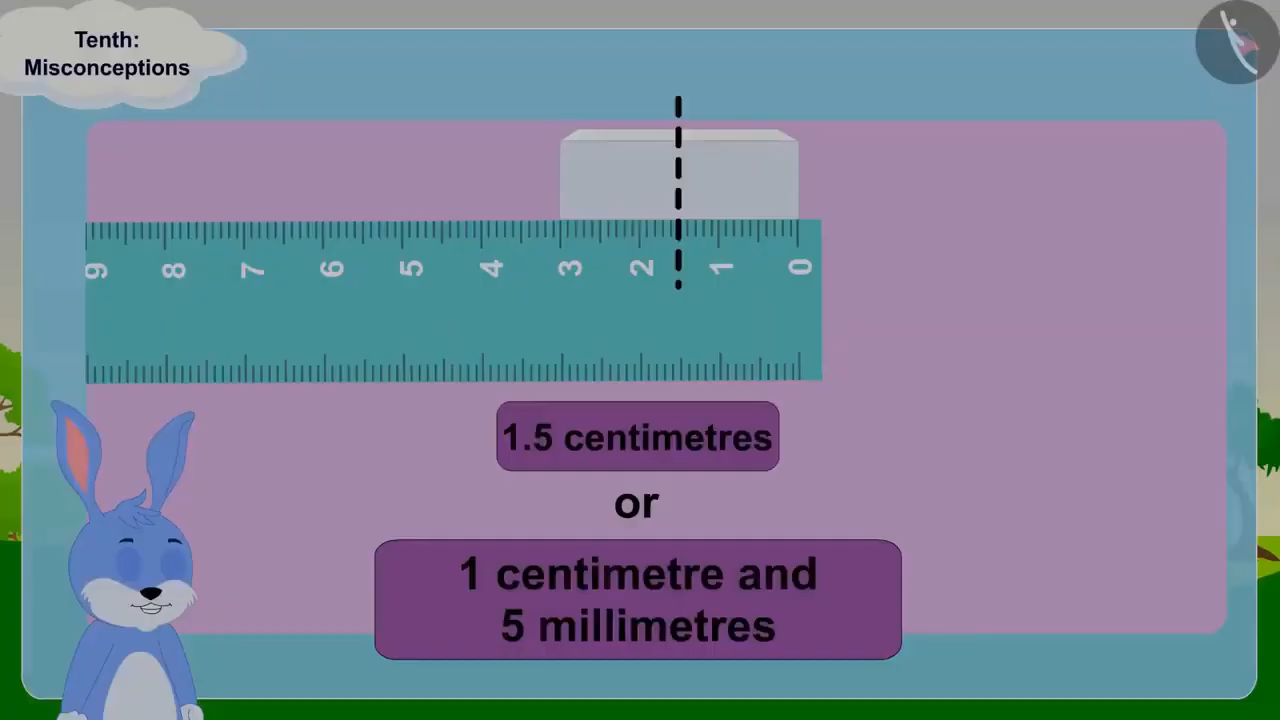 Tenth:
Misconceptions
9 8 7 6 5 4 3 2 1 0
1.5 centimetres
or
1 centimetre and
5 millimetres